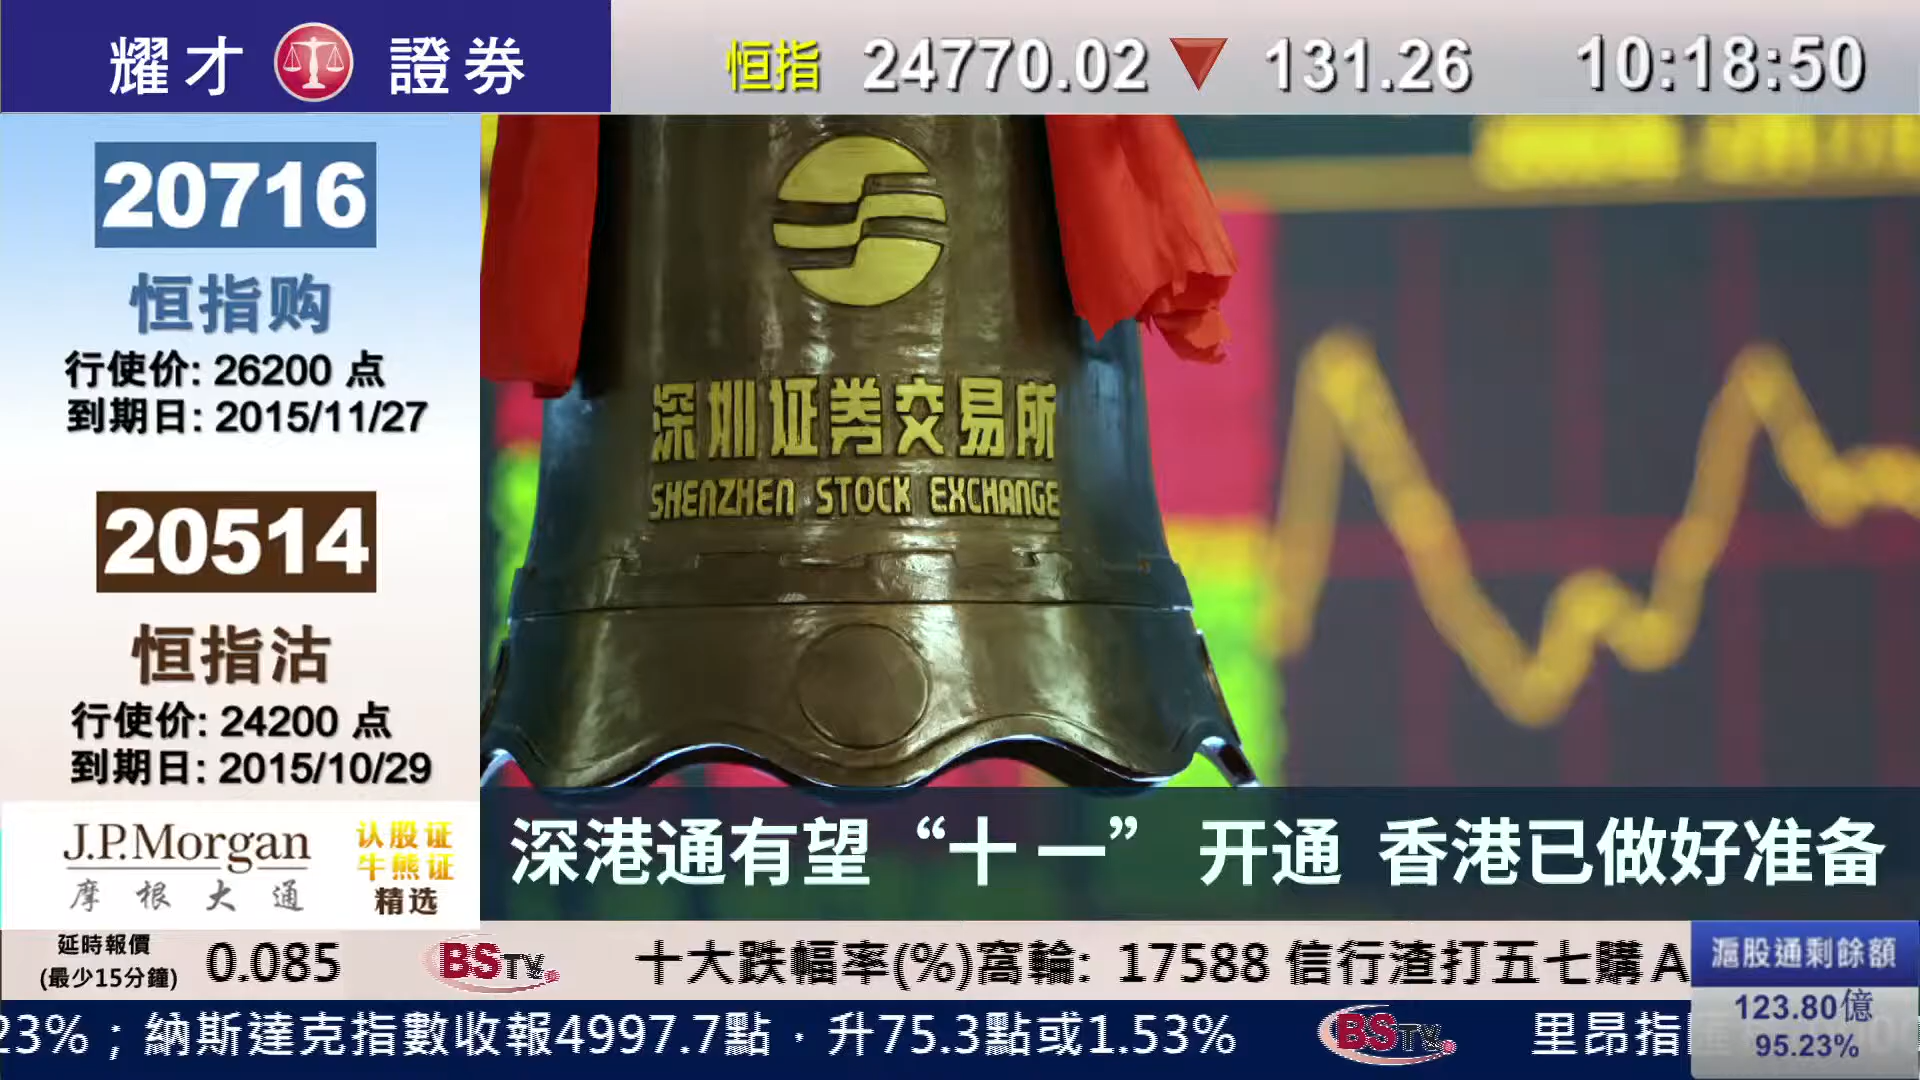 耀才 證券
恒指 24770.02 ▼ 131.26 10:18:50
20716
恒指购
行使价: 26200 点
到期日: 2015/11/27
20514
恒指沽
行使价: 24200 点
到期日: 2015/10/29
J.P.Morgan
摩根大通
认股证
牛熊证
精选
深圳证券交易所
SHENZHEN STOCK EXCHANGE
深港通有望“十一” 开通 香港已做好准备
延時報價
(最少15分鐘)
0.085 BSTV 十大跌幅率(%)窩輪: 17588 信行渣打五七購A
滬股通剩餘額
123.80億
95.23%
23%；納斯達克指數收報4997.7點．升75.3點或1.53% BSTV 里昂指